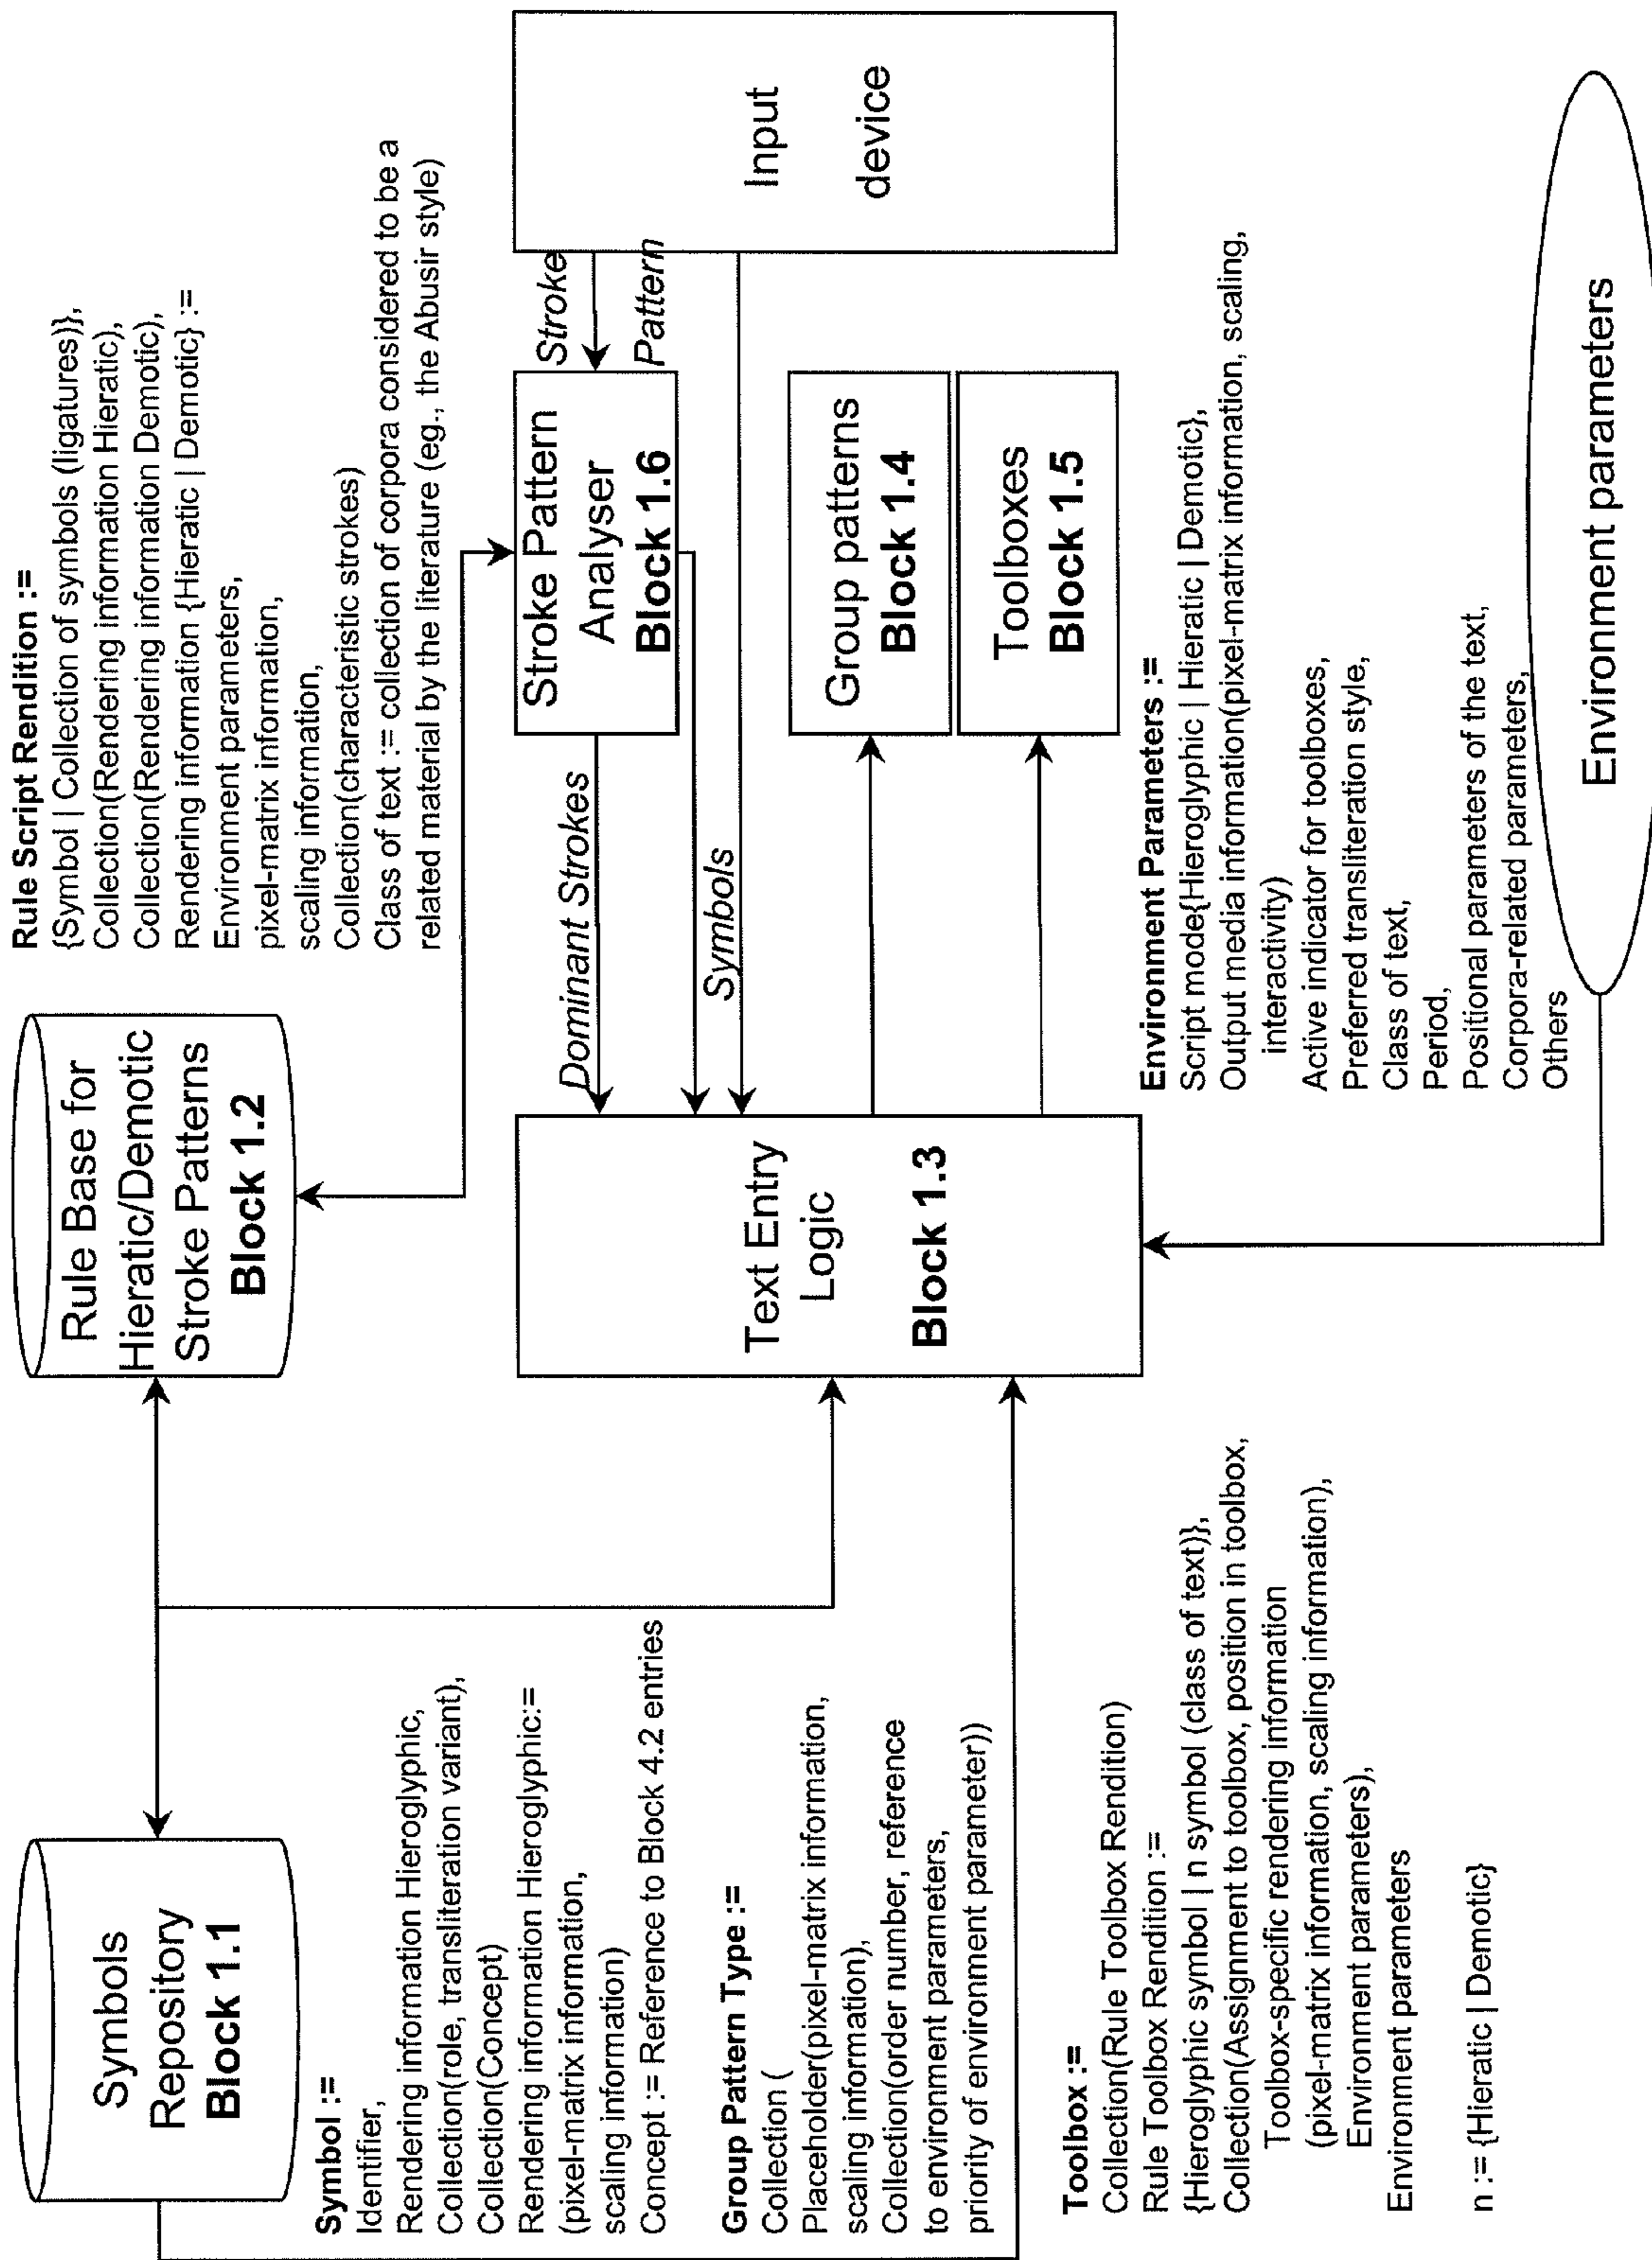 Symbols
Repository
Block 1.1
Rule Base for
Hieratic/Demotic
Stroke Patterns
Block 1.2
Rule Script Rendition :=
{Symbol | Collection of symbols (ligatures)},
Collection(Rendering information Hieratic),
Collection(Rendering information Demotic),
Rendering information {Hieratic | Demotic} :=
Environment parameters,
pixel-matrix information,
scaling information,
Collection(characteristic strokes)
Class of text := collection of corpora considered to be a
related material by the literature (eg., the Abusir style)
Symbol :=
Identifier,
Rendering information Hieroglyphic,
Collection(role, transliteration variant),
Collection(Concept)
Rendering information Hieroglyphic:=
(pixel-matrix information,
scaling information)
Concept := Reference to Block 4.2 entries
Group Pattern Type :=
Collection (
Placeholder(pixel-matrix information,
scaling information),
Collection(order number, reference
to environment parameters,
priority of environment parameter))
Text Entry
Logic
Block 1.3
Dominant Strokes
Symbols
Stroke Pattern
Analyser
Block 1.6
Stroke
Pattern
Input
device
Group patterns
Block 1.4
Toolboxes
Block 1.5
Toolbox :=
Collection(Rule Toolbox Rendition)
Rule Toolbox Rendition :=
{Hieroglyphic symbol | n symbol (class of text)},
Collection(Assignment to toolbox, position in toolbox,
Toolbox-specific rendering information
(pixel-matrix information, scaling information),
Environment parameters),
Environment parameters
n := {Hieratic | Demotic}
Environment Parameters :=
Script mode{Hieroglyphic | Hieratic | Demotic},
Output media information(pixel-matrix information, scaling,
interactivity)
Active indicator for toolboxes,
Preferred transliteration style,
Class of text,
Period,
Positional parameters of the text,
Corpora-related parameters,
Others
Environment parameters